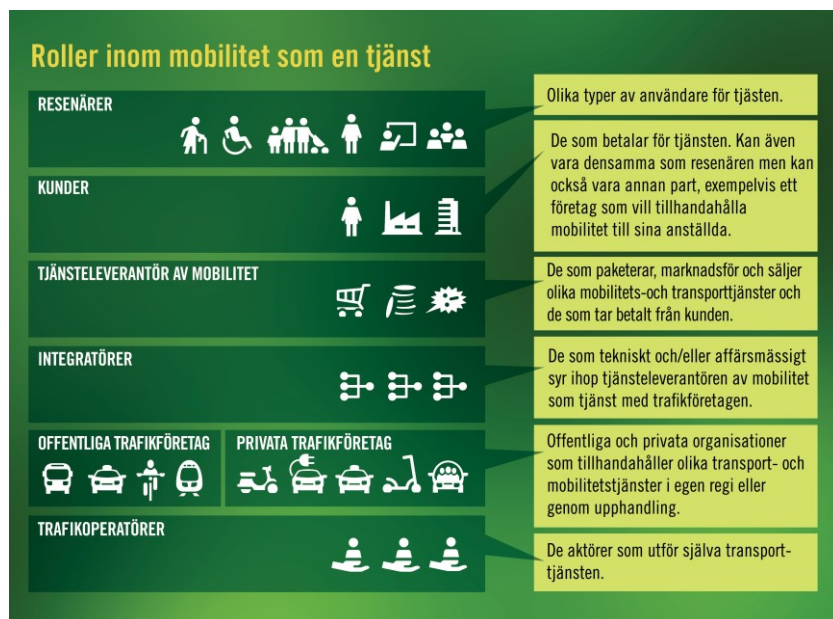 Roller inom mobilitet som en tjänst
RESENÄRER
Olika typer av användare för tjästen.
KUNDER
De som betalar för tjänsten. Kan även
vara densamma som resenären men kan
också vara annan part, exempelvis ett
företag som vill tillhandahålla
mobilitet till sina anställda.
TJÄNSTELEVERANTÖR AV MOBILITET
De som paketerar, marknadsför och säljer
olika mobilitets-och transporttjänster och
de som tar betalt från kunden.
INTEGRATÖRER
De som tekniskt och/eller affärsmässigt
syr ihop tjänsteleverantören av mobilitet
som tjänst med trafikföretagen.
OFFENTLIGA TRAFIKFÖRETAG
PRIVATA TRAFIKFÖRETAG
Offentliga och privata organisationer
som tillhandahåller olika transport- och
mobilitetstjänster i egen regi eller
genom upphandling.
TRAFIKOPERATÖRER
De aktörer som utför själva transport-
tjänsten.